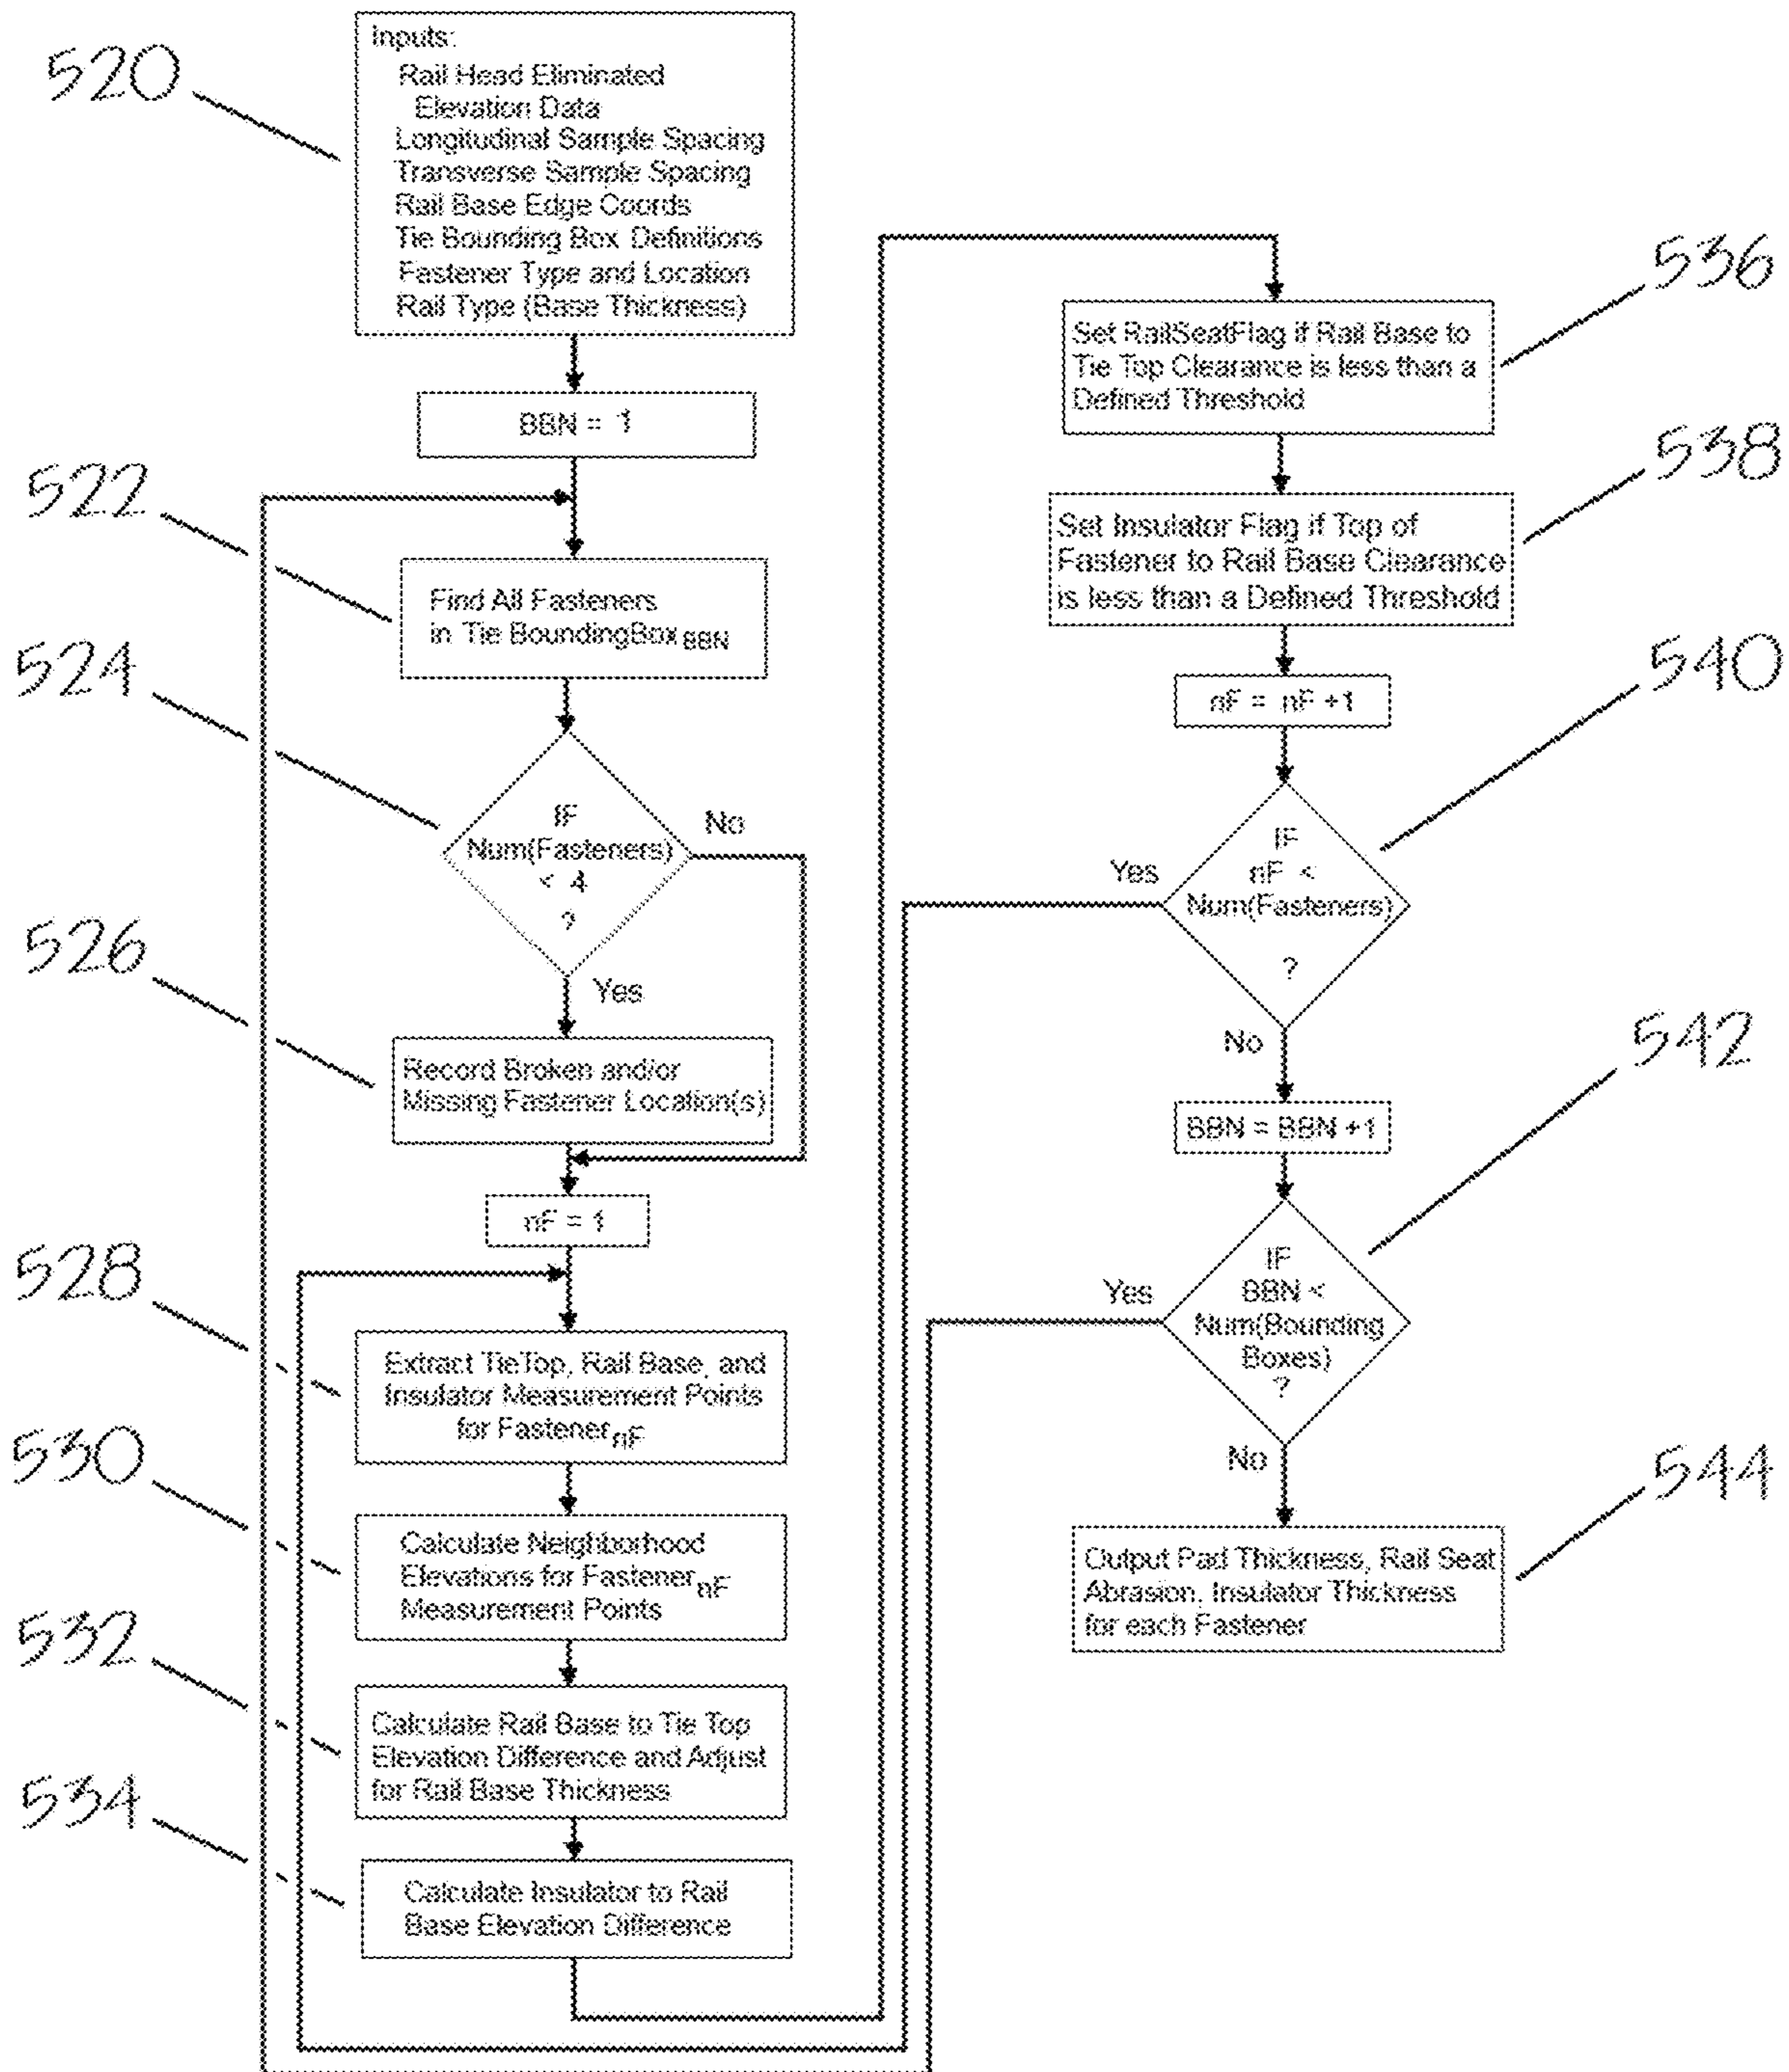 520
Inputs:
Rail Head Eliminated
Elevation Data
Longitudinal Sample Spacing
Transverse Sample Spacing
Rail Base Edge Coords
Tie Bounding Box Definitions
Fastener Type and Location
Rail Type (Base Thickness)
BBN = 1
522
Find All Fasteners
in Tie BoundingBox BBN
524
IF
Num(Fasteners)
< 4
?
No
Yes
526
Record Broken and/or
Missing Fastener Location(s)
nF = 1
528
Extract TieTop, Rail Base, and
Insulator Measurement Points
for Fastener nF
530
Calculate Neighborhood
Elevations for Fastener nF
Measurement Points
532
Calculate Rail Base to Tie Top
Elevation Difference and Adjust
for Rail Base Thickness
534
Calculate Insulator to Rail
Base Elevation Difference
536
Set RailSeatFlag if Rail Base to
Tie Top Clearance is less than a
Defined Threshold
538
Set Insulator Flag if Top of
Fastener to Rail Base Clearance
is less than a Defined Threshold
nF = nF +1
540
IF
nF <
Num(Fasteners)
?
Yes
No
BBN = BBN +1
542
IF
BBN <
Num(Bounding
Boxes)
?
Yes
No
544
Output Pad Thickness, Rail Seat
Abrasion, Insulator Thickness
for each Fastener